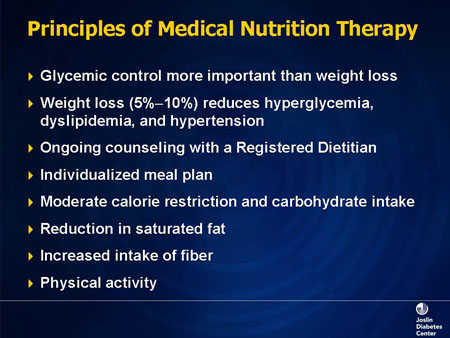 Principles of Medical Nutrition Therapy
Glycemic control more important than weight loss
Weight loss (5%–10%) reduces hyperglycemia,
dyslipidemia, and hypertension
Ongoing counseling with a Registered Dietitian
Individualized meal plan
Moderate calorie restriction and carbohydrate intake
Reduction in saturated fat
Increased intake of fiber
Physical activity
Joslin
Diabetes
Center